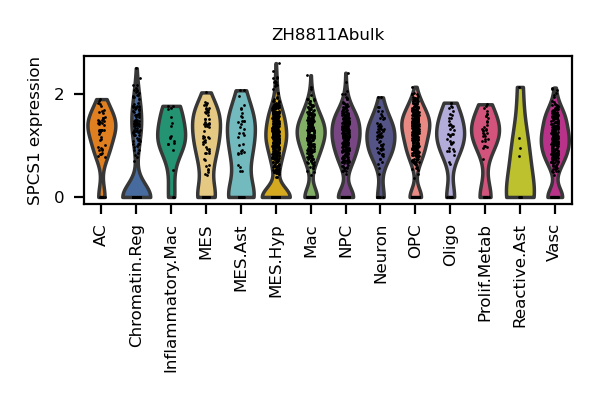 ZH8811Abulk
SPCS1 expression
2
0
AC
Chromatin.Reg
Inflammatory.Mac
MES
MES.Ast
MES.Hyp
Mac
NPC
Neuron
OPC
Oligo
Prolif.Metab
Reactive.Ast
Vasc